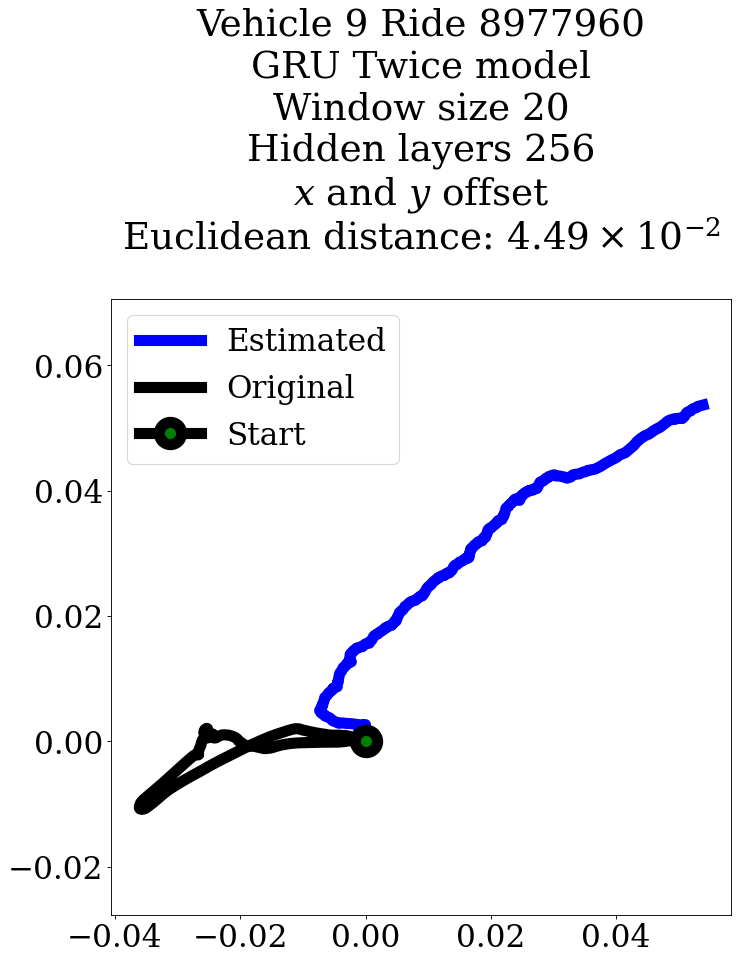 Vehicle 9 Ride 8977960
GRU Twice model
Window size 20
Hidden layers 256
x and y offset
Euclidean distance: 4.49 × 10⁻²
Estimated
Original
Start
0.06
0.04
0.02
0.00
−0.02
−0.04 −0.02 0.00 0.02 0.04